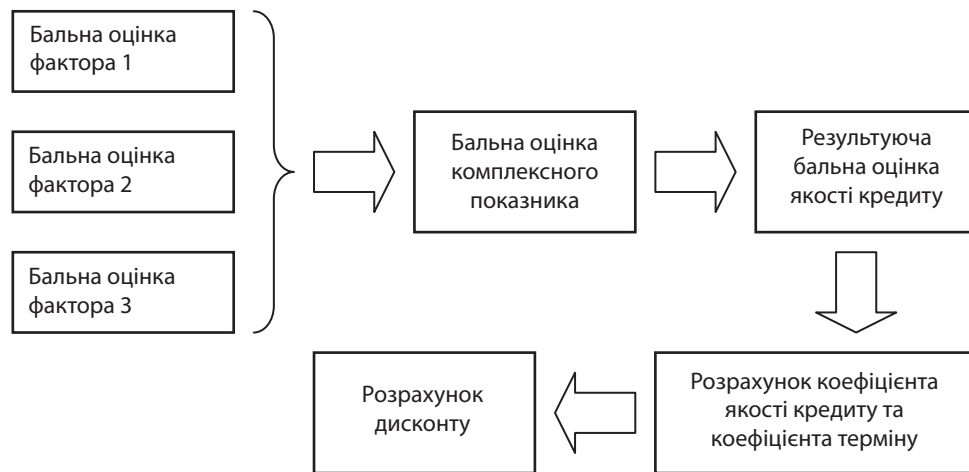 Бальна оцінка
фактора 1
Бальна оцінка
фактора 2
Бальна оцінка
фактора 3
Бальна оцінка
комплексного
показника
Результуюча
бальна оцінка
якості кредиту
Розрахунок коефіцієнта
якості кредиту та
коефіцієнта терміну
Розрахунок
дисконту